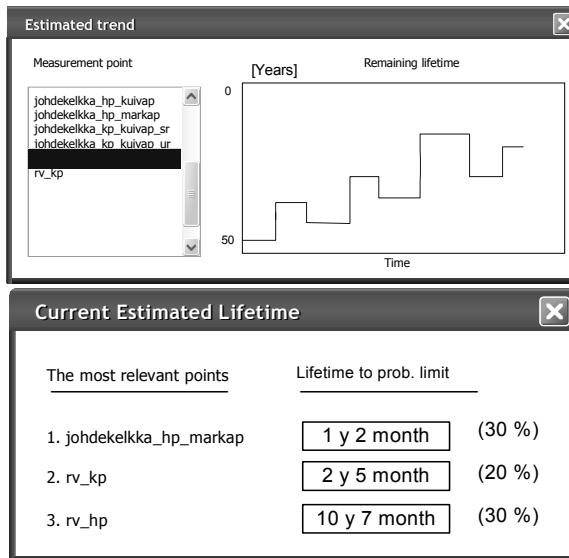 Estimated trend
Measurement point
[Years]
Remaining lifetime
johdekelkka_hp_kuivap
johdekelkka_hp_markap
johdekelkka_kp_kuivap_sr
johdekelkka_kp_kuivap_ur
rv_kp
0
50
Time
Current Estimated Lifetime
The most relevant points
Lifetime to prob. limit
1. johdekelkka_hp_markap 1 y 2 month (30 %)
2. rv_kp 2 y 5 month (20 %)
3. rv_hp 10 y 7 month (30 %)